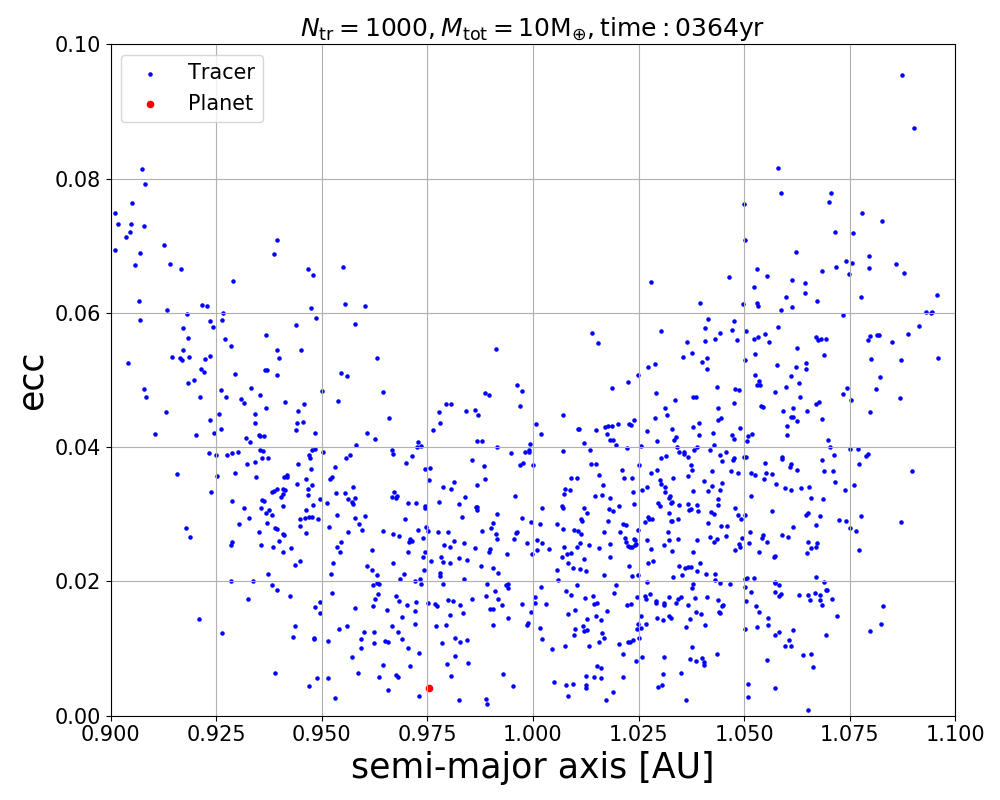 N_tr = 1000, M_tot = 10M_⊕, time : 0364yr
0.10
Tracer
Planet
0.08
0.06
ecc
0.04
0.02
0.00
0.900 0.925 0.950 0.975 1.000 1.025 1.050 1.075 1.100
semi-major axis [AU]